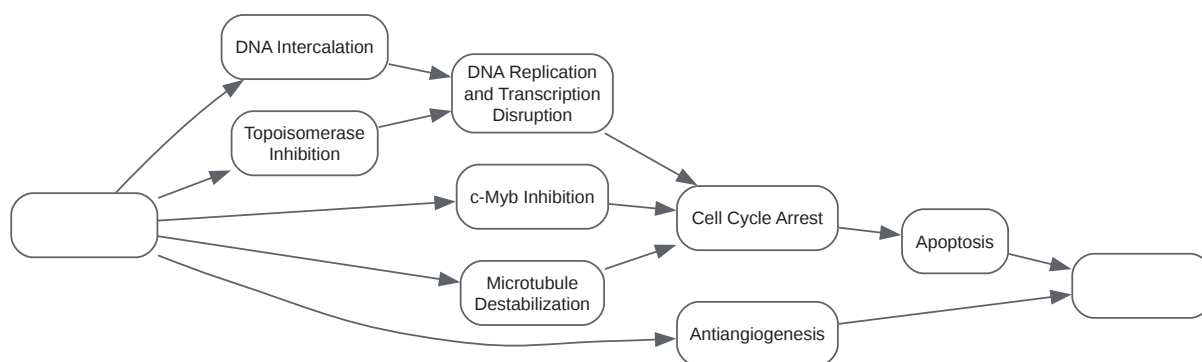 DNA Intercalation
DNA Replication
and Transcription
Disruption
Topoisomerase
Inhibition
c-Myb Inhibition
Cell Cycle Arrest
Apoptosis
Microtubule
Destabilization
Antiangiogenesis